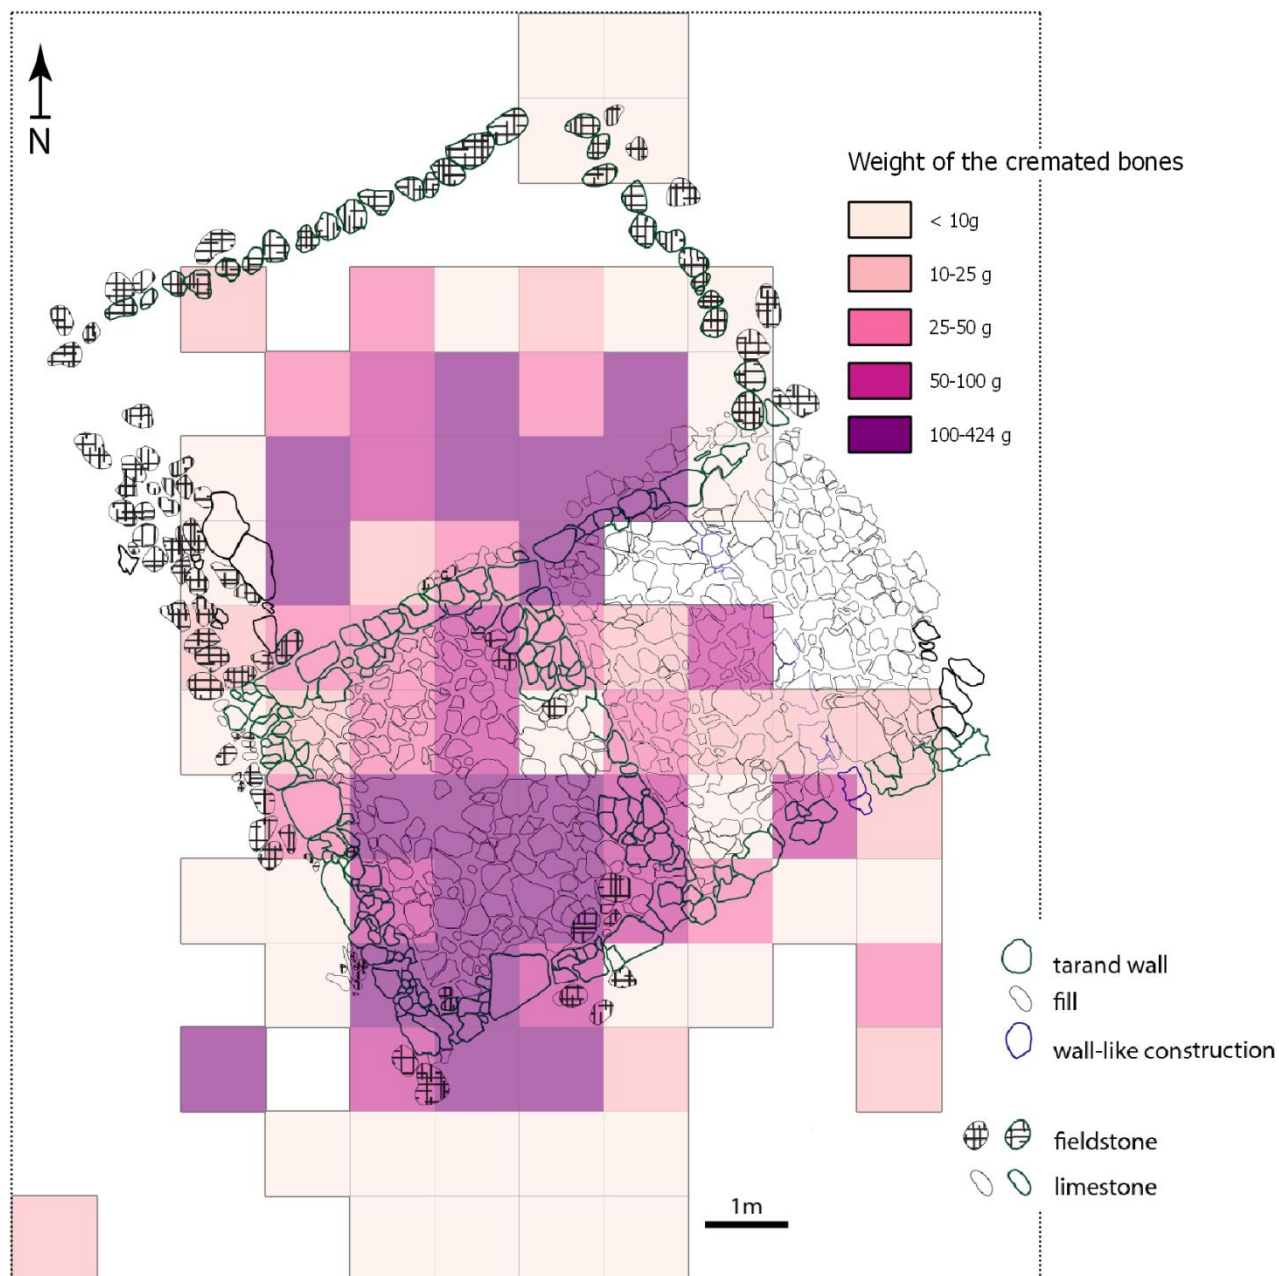 N
Weight of the cremated bones
< 10g
10-25 g
25-50 g
50-100 g
100-424 g
tarand wall
fill
wall-like construction
fieldstone
limestone
1m